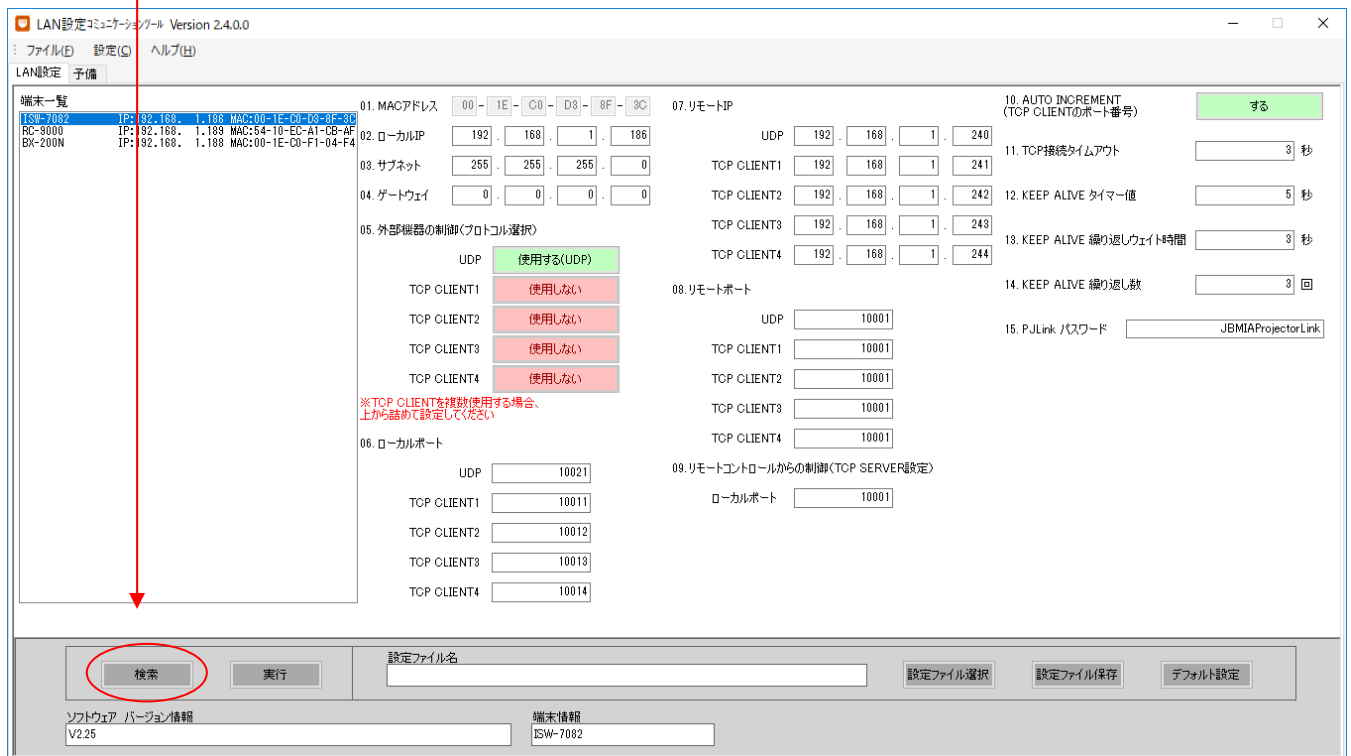 LAN設定ｺﾐｭﾆｹｰｼｮﾝﾂｰﾙ Version 2.4.0.0
ファイル(F) 設定(C) ヘルプ(H)
LAN設定 予備
端末一覧
ISW-7082 IP:192.168. 1.186 MAC:00-1E-C0-D3-8F-3C
RC-9000 IP:192.168. 1.189 MAC:54-10-EC-A1-CB-AF
BX-200N IP:192.168. 1.188 MAC:00-1E-C0-F1-04-F4
01. MACアドレス 00 - 1E - C0 - D3 - 8F - 3C
02. ローカルIP 192 . 168 . 1 . 186
03. サブネット 255 . 255 . 255 . 0
04. ゲートウェイ 0 . 0 . 0 . 0
05. 外部機器の制御(プロトコル選択)
UDP 使用する(UDP)
TCP CLIENT1 使用しない
TCP CLIENT2 使用しない
TCP CLIENT3 使用しない
TCP CLIENT4 使用しない
※TCP CLIENTを複数使用する場合、
上から詰めて設定してください
06. ローカルポート
UDP 10021
TCP CLIENT1 10011
TCP CLIENT2 10012
TCP CLIENT3 10013
TCP CLIENT4 10014
07. リモートIP
UDP 192 . 168 . 1 . 240
TCP CLIENT1 192 168 1 241
TCP CLIENT2 192 . 168 . 1 . 242
TCP CLIENT3 192 . 168 . 1 . 243
TCP CLIENT4 192 . 168 . 1 . 244
08. リモートポート
UDP 10001
TCP CLIENT1 10001
TCP CLIENT2 10001
TCP CLIENT3 10001
TCP CLIENT4 10001
09. リモートコントロールからの制御(TCP SERVER設定)
ローカルポート 10001
10. AUTO INCREMENT
(TCP CLIENTのポート番号) する
11. TCP接続タイムアウト 3 秒
12. KEEP ALIVE タイマー値 5 秒
13. KEEP ALIVE 繰り返しウェイト時間 3 秒
14. KEEP ALIVE 繰り返し数 3 回
15. PJLink パスワード JBMIAProjectorLink
検索 実行
設定ファイル名
設定ファイル選択 設定ファイル保存 デフォルト設定
ソフトウェア バージョン情報
V2.25
端末情報
ISW-7082